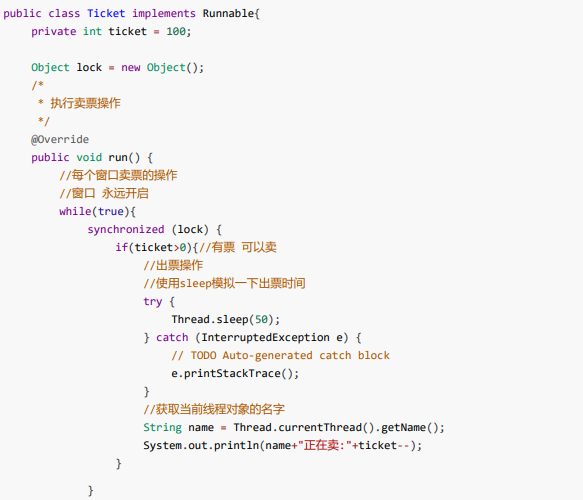 public class Ticket implements Runnable{
private int ticket = 100;
Object lock = new Object();
/*
* 执行卖票操作
*/
@Override
public void run() {
//每个窗口卖票的操作
//窗口 永远开启
while(true){
synchronized (lock) {
if(ticket>0){//有票 可以卖
//出票操作
//使用sleep模拟一下出票时间
try {
Thread.sleep(50);
} catch (InterruptedException e) {
// TODO Auto-generated catch block
e.printStackTrace();
}
//获取当前线程对象的名字
String name = Thread.currentThread().getName();
System.out.println(name+"正在卖:"+ticket--);
}
}